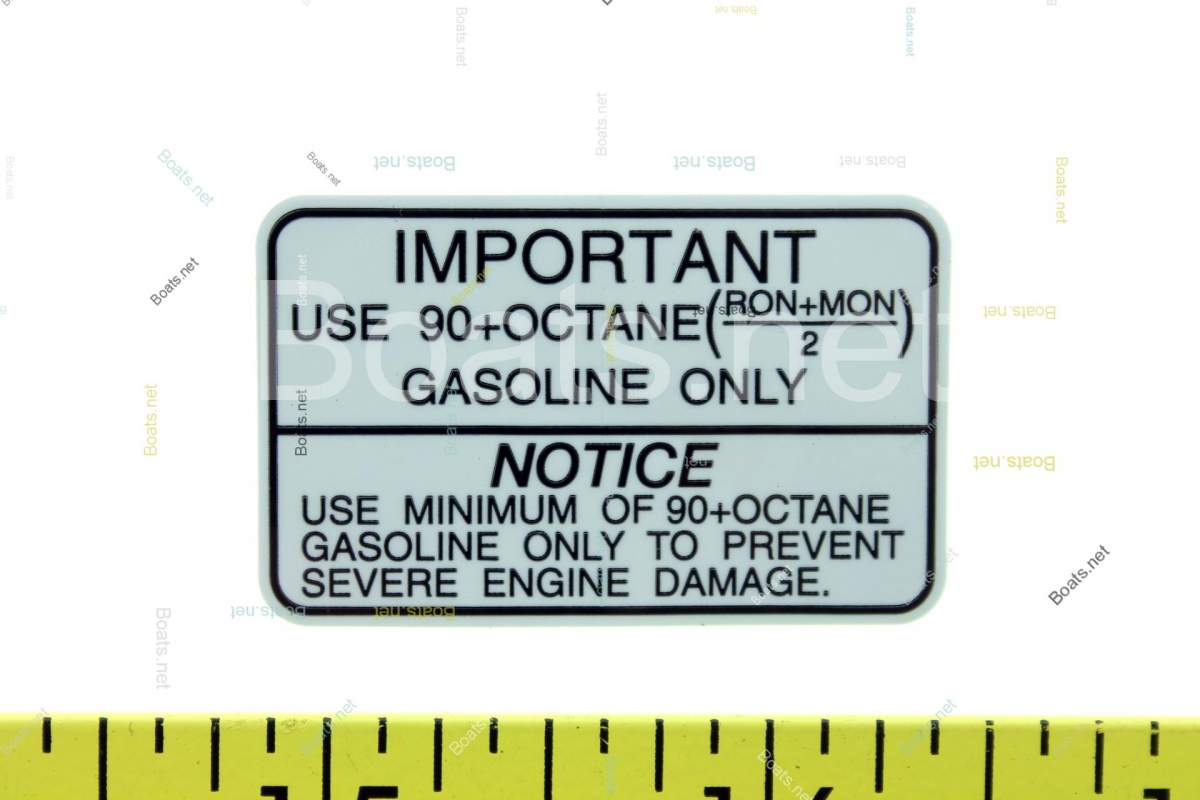 IMPORTANT
USE 90+OCTANE(RON+MON/2)
GASOLINE ONLY
NOTICE
USE MINIMUM OF 90+OCTANE
GASOLINE ONLY TO PREVENT
SEVERE ENGINE DAMAGE.
Boats.net